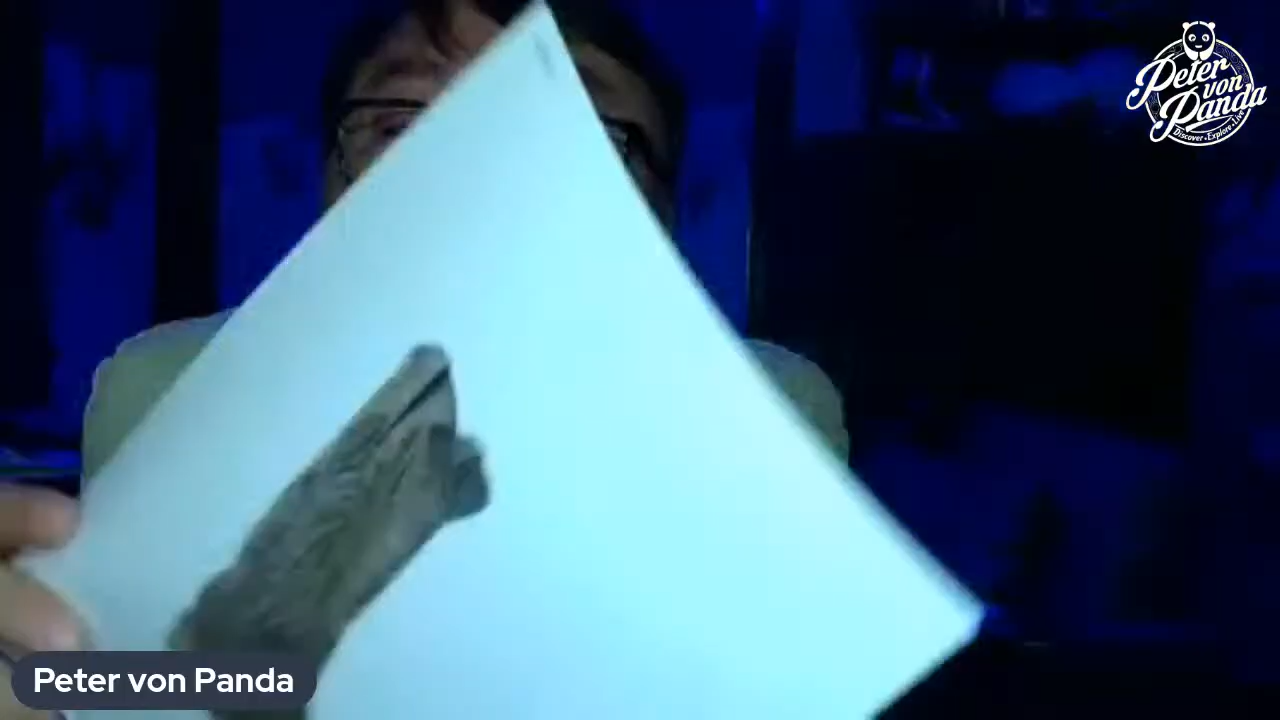 Peter
von
Panda
Discover • Explore • Live
Peter von Panda